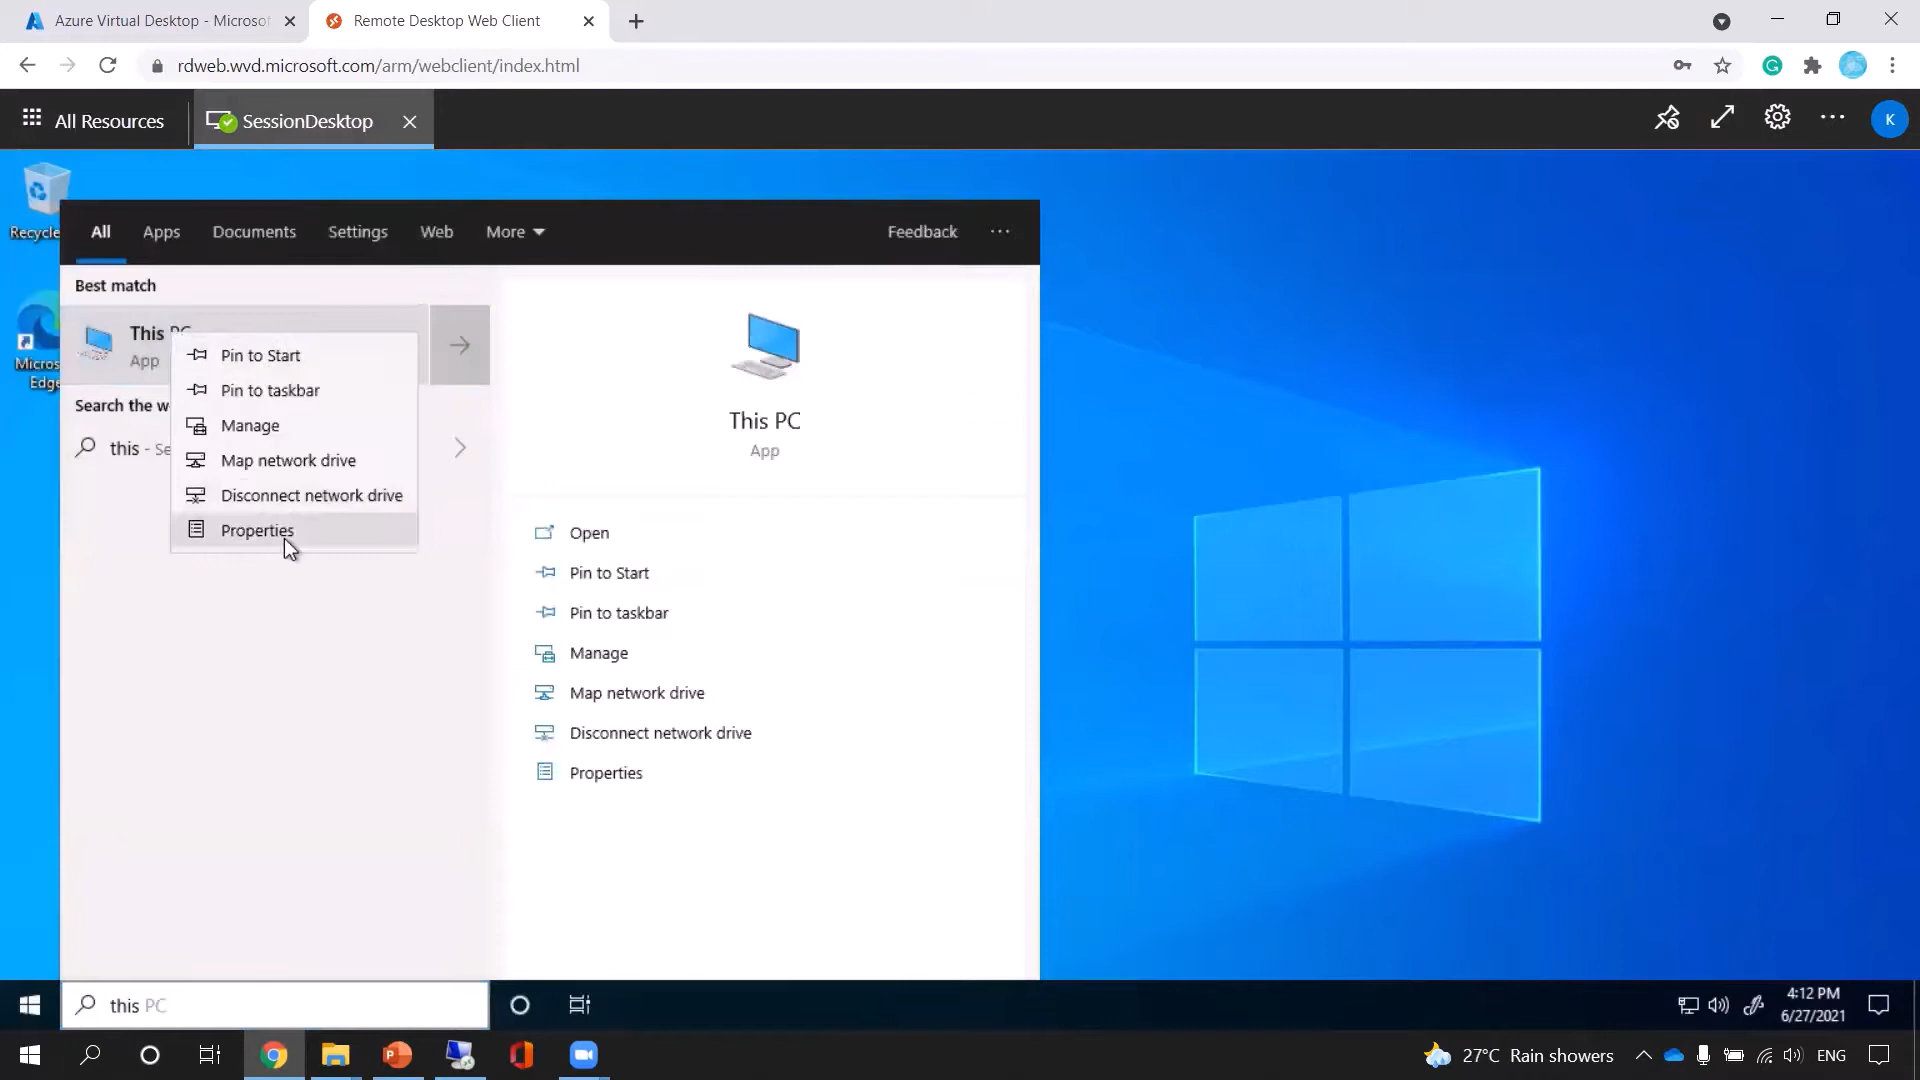 Azure Virtual Desktop - Microsof
Remote Desktop Web Client
rdweb.wvd.microsoft.com/arm/webclient/index.html
All Resources
SessionDesktop
K
Recycle
Micros
Edge
All
Apps
Documents
Settings
Web
More
Feedback
Best match
This PC
App
Search the w
this - Se
Pin to Start
Pin to taskbar
Manage
Map network drive
Disconnect network drive
Properties
This PC
App
Open
Pin to Start
Pin to taskbar
Manage
Map network drive
Disconnect network drive
Properties
this PC
4:12 PM
6/27/2021
27°C Rain showers
ENG